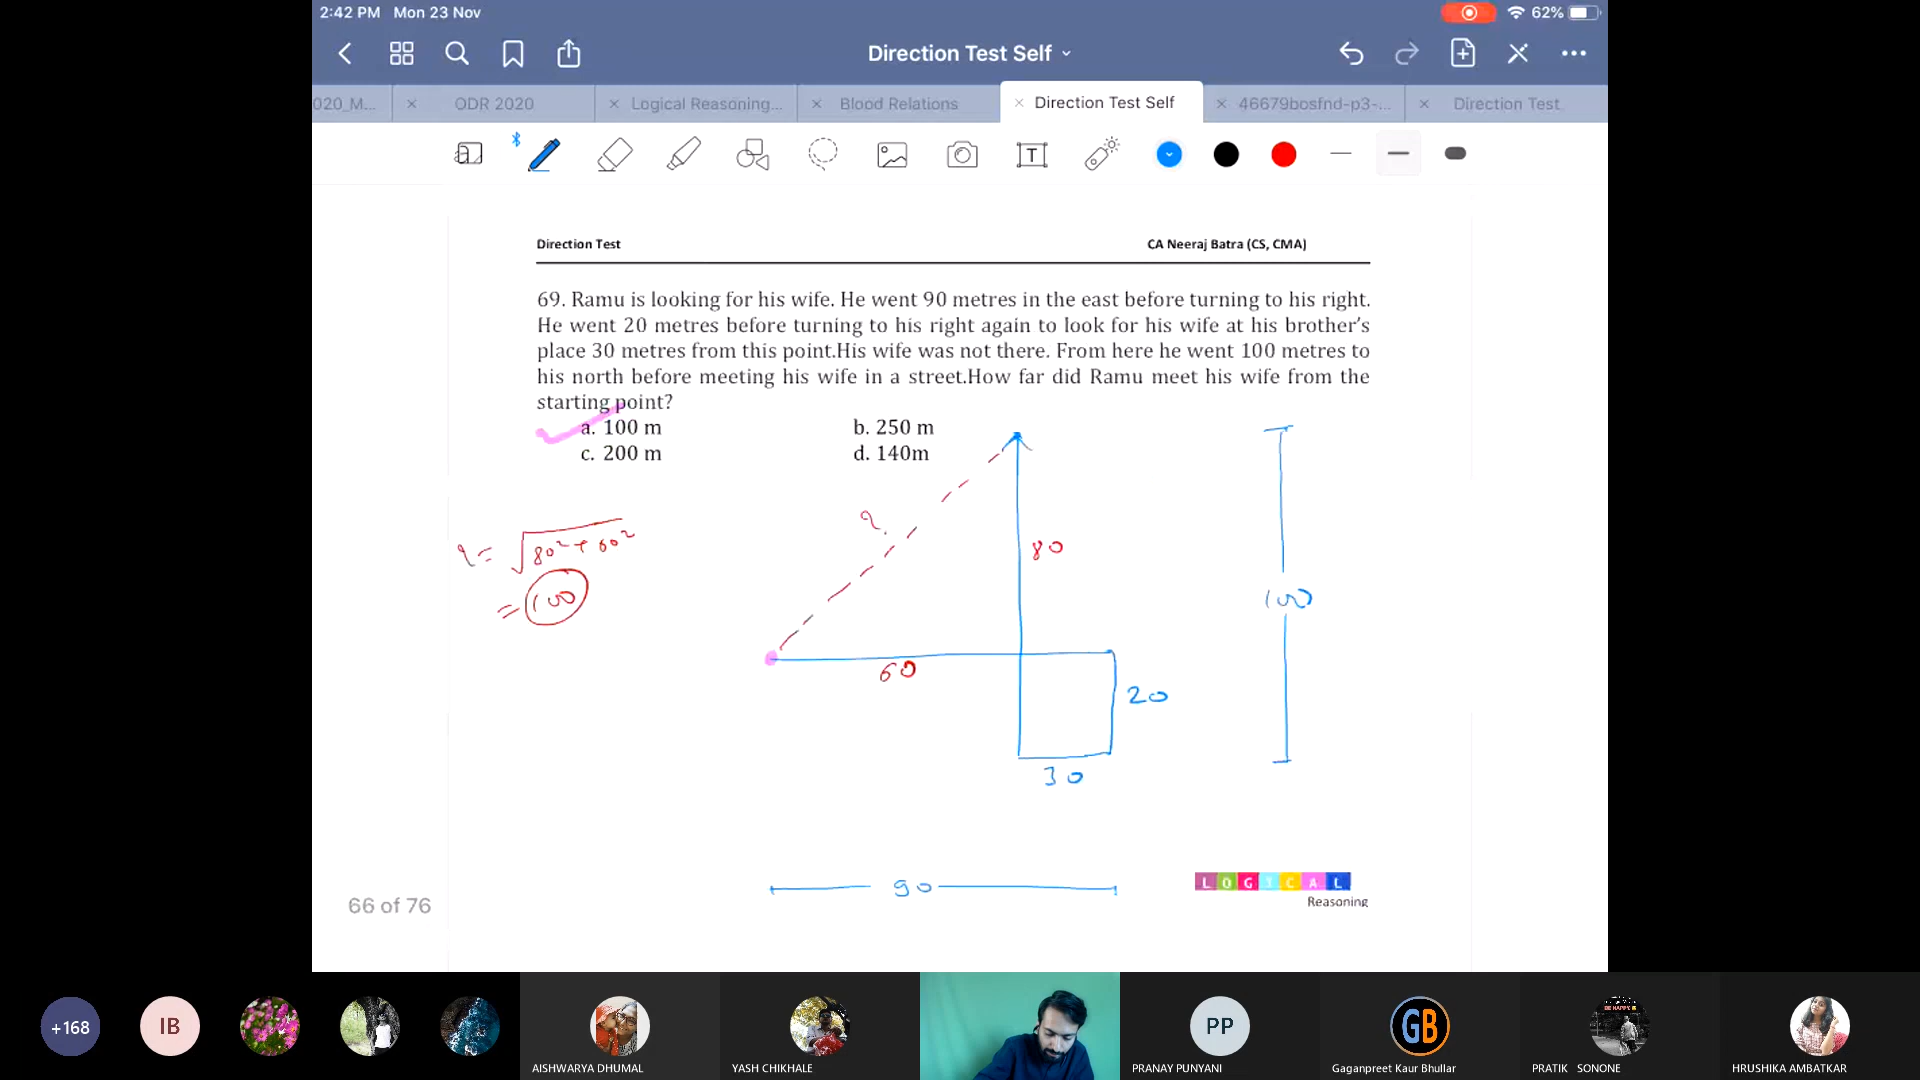 2:42 PM Mon 23 Nov
62%
Direction Test Self
020_M...
ODR 2020
Logical Reasoning...
Blood Relations
Direction Test Self
46679bosfnd-p3-...
Direction Test
a
T
Direction Test
CA Neeraj Batra (CS, CMA)
69. Ramu is looking for his wife. He went 90 metres in the east before turning to his right.
He went 20 metres before turning to his right again to look for his wife at his brother’s
place 30 metres from this point.His wife was not there. From here he went 100 metres to
his north before meeting his wife in a street.How far did Ramu meet his wife from the
starting point?
a. 100 m
b. 250 m
c. 200 m
d. 140m
?
80
? = √80² + 60²
= 100
100
60
20
30
90
LOGICAL
Reasoning
66 of 76
+168
IB
AISHWARYA DHUMAL
YASH CHIKHALE
PP
PRANAY PUNYANI
GB
Gaganpreet Kaur Bhullar
BE HAPPY
PRATIK SONONE
HRUSHIKA AMBATKAR